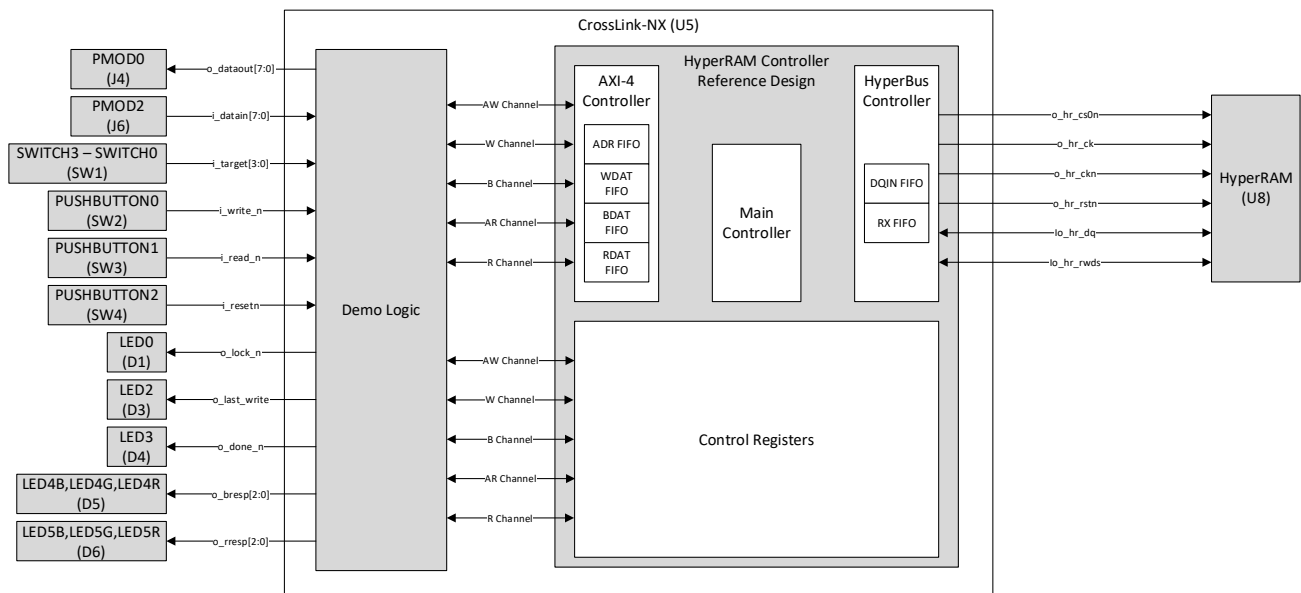 CrossLink-NX (U5)
PMOD0
(J4)
o_dataout[7:0]
PMOD2
(J6)
i_datain[7:0]
SWITCH3 – SWITCH0
(SW1)
i_target[3:0]
PUSHBUTTON0
(SW2)
i_write_n
PUSHBUTTON1
(SW3)
i_read_n
PUSHBUTTON2
(SW4)
i_resetn
LED0
(D1)
o_lock_n
LED2
(D3)
o_last_write
LED3
(D4)
o_done_n
LED4B,LED4G,LED4R
(D5)
o_bresp[2:0]
LED5B,LED5G,LED5R
(D6)
o_rresp[2:0]
Demo Logic
AW Channel
W Channel
B Channel
AR Channel
R Channel
AW Channel
W Channel
B Channel
AR Channel
R Channel
HyperRAM Controller
Reference Design
AXI-4
Controller
ADR FIFO
WDAT
FIFO
BDAT
FIFO
RDAT
FIFO
Main
Controller
HyperBus
Controller
DQIN FIFO
RX FIFO
Control Registers
o_hr_cs0n
o_hr_ck
o_hr_ckn
o_hr_rstn
Io_hr_dq
Io_hr_rwds
HyperRAM
(U8)